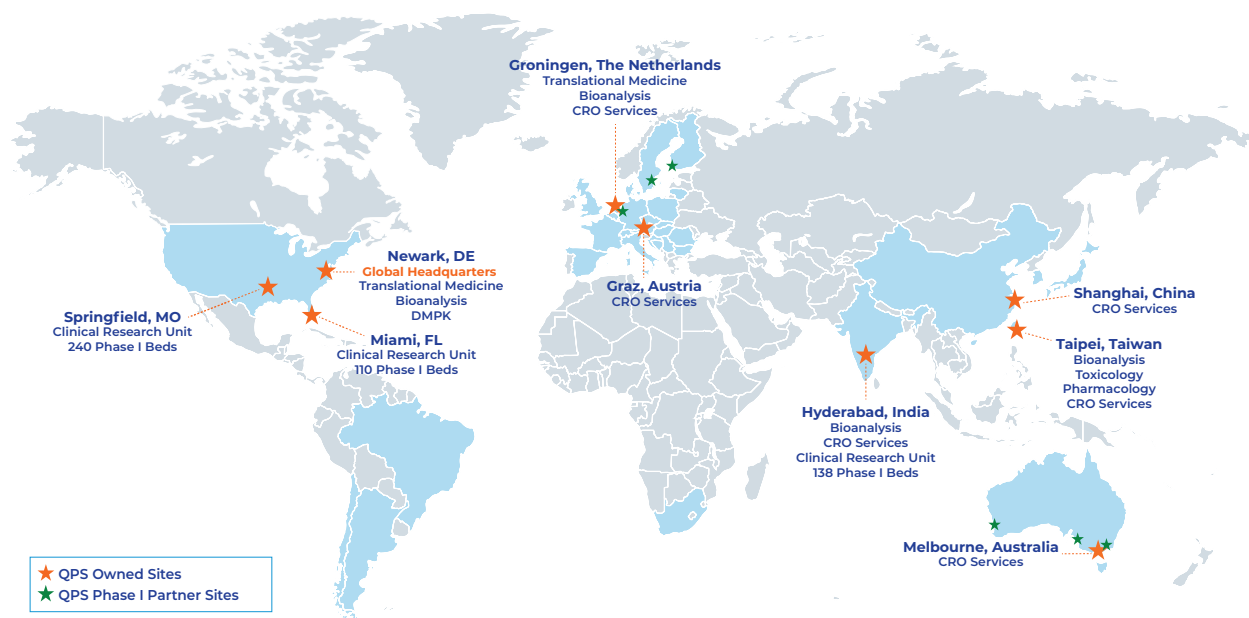 Groningen, The Netherlands
Translational Medicine
Bioanalysis
CRO Services
Newark, DE
Global Headquarters
Translational Medicine
Bioanalysis
DMPK
Springfield, MO
Clinical Research Unit
240 Phase I Beds
Miami, FL
Clinical Research Unit
110 Phase I Beds
Graz, Austria
CRO Services
Shanghai, China
CRO Services
Taipei, Taiwan
Bioanalysis
Toxicology
Pharmacology
CRO Services
Hyderabad, India
Bioanalysis
CRO Services
Clinical Research Unit
138 Phase I Beds
Melbourne, Australia
CRO Services
QPS Owned Sites
QPS Phase I Partner Sites